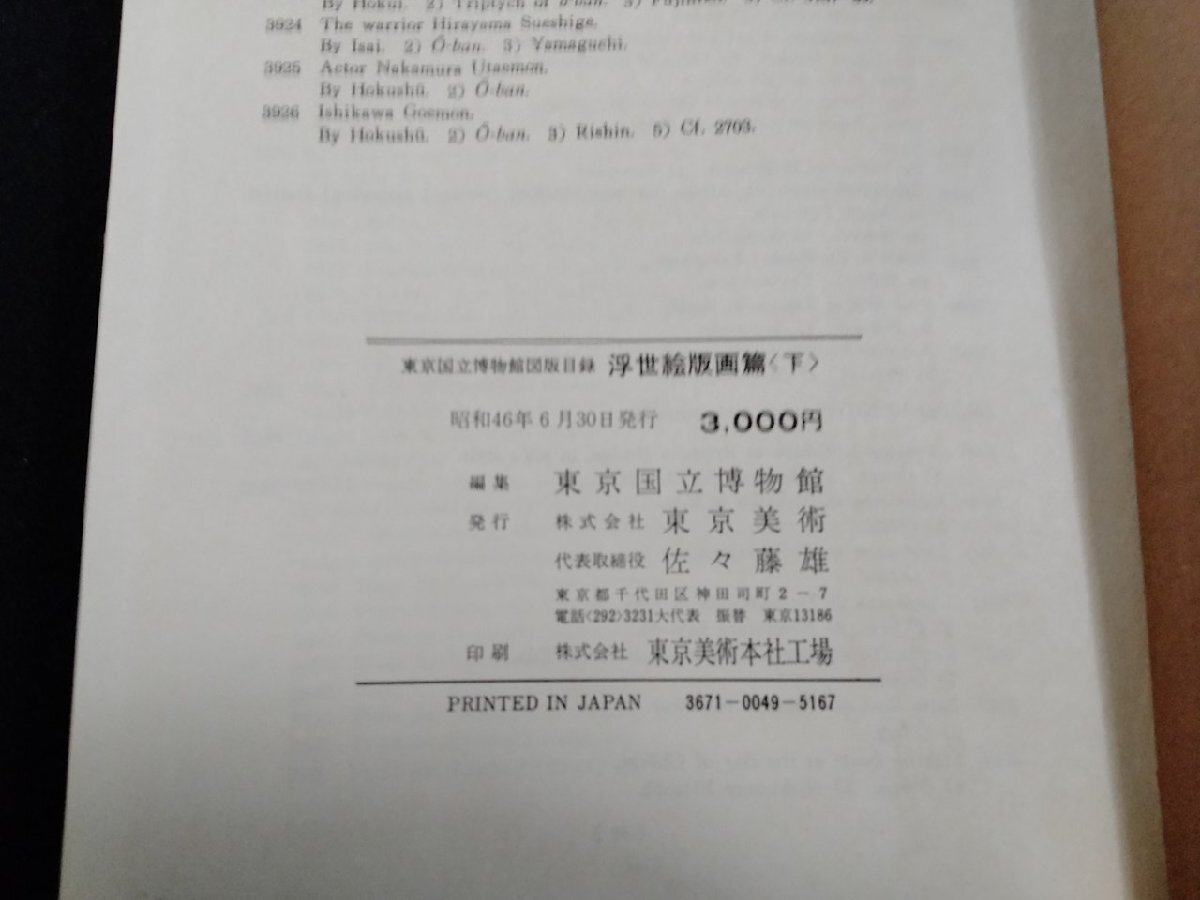 By Hokui. 2) Triptych of ō-ban. 3)
3924 The warrior Hirayama Sueshige.
By Isai. 2) Ō-ban. 3) Yamaguchi.
3925 Actor Nakamura Utaemon.
By Hokushū. 2) Ō-ban.
3926 Ishikawa Goemon.
By Hokushū. 2) Ō-ban. 3) Rishin. 5) Cf. 2703.
東京国立博物館図版目録 浮世絵版画篇〈下〉
昭和46年6月30日発行 3,000円
編集 東京国立博物館
発行 株式会社 東京美術
代表取締役 佐々藤雄
東京都千代田区神田司町2-7
電話〈292〉3231大代表 振替 東京13186
印刷 株式会社 東京美術本社工場
PRINTED IN JAPAN 3671-0049-5167